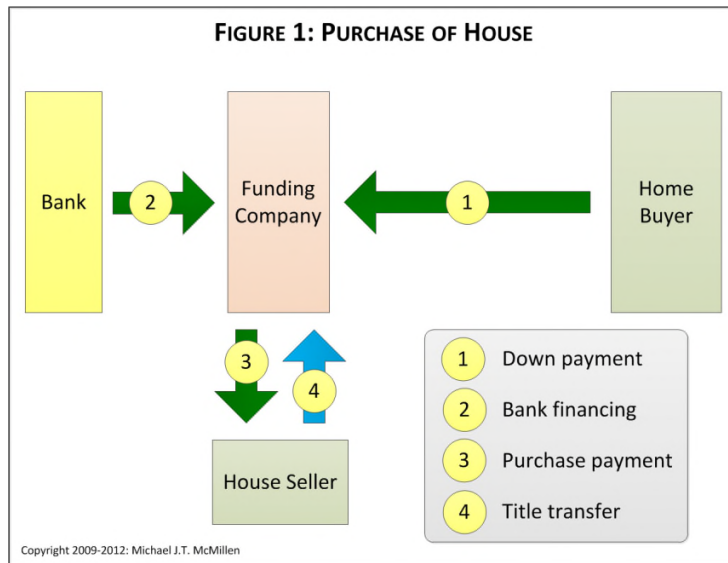 FIGURE 1: PURCHASE OF HOUSE
Bank
2
Funding
Company
1
Home
Buyer
3
4
House Seller
1 Down payment
2 Bank financing
3 Purchase payment
4 Title transfer
Copyright 2009-2012: Michael J.T. McMillen